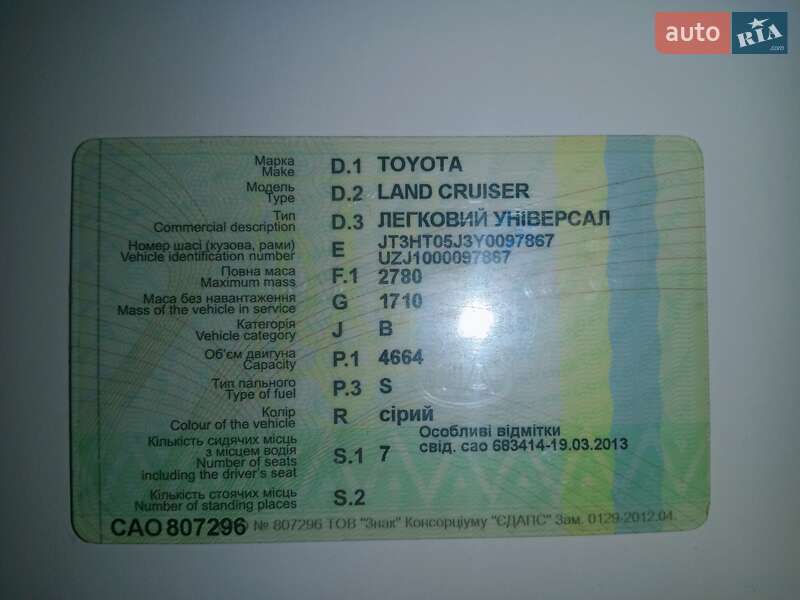 auto RIA .com
Марка
Make D.1 TOYOTA
Модель
Type D.2 LAND CRUISER
Тип
Commercial description D.3 ЛЕГКОВИЙ УНІВЕРСАЛ
Номер шасі (кузова, рами)
Vehicle identification number E JT3HT05J3Y0097867
UZJ1000097867
Повна маса
Maximum mass F.1 2780
Маса без навантаження
Mass of the vehicle in service G 1710
Категорія
Vehicle category J B
Об'єм двигуна
Capacity P.1 4664
Тип пального
Type of fuel P.3 S
Колір
Colour of the vehicle R сірий
Особливі відмітки
свід. сао 683414-19.03.2013
Кількість сидячих місць
з місцем водія
Number of seats
including the driver's seat S.1 7
Кількість стоячих місць
Number of standing places S.2
САО 807296 № 807296 ТОВ "Знак" Консорціуму "ЄДАПС" Зам. 0129-2012.04.